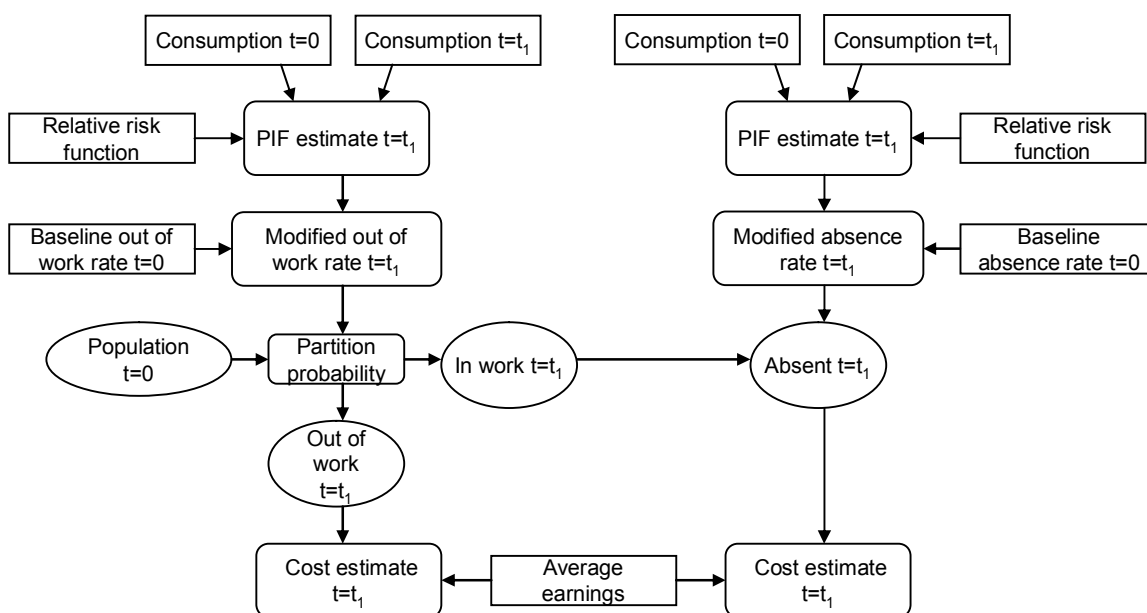 Consumption t=0
Consumption t=t₁
Consumption t=0
Consumption t=t₁
Relative risk
function
PIF estimate t=t₁
PIF estimate t=t₁
Relative risk
function
Baseline out of
work rate t=0
Modified out of
work rate t=t₁
Modified absence
rate t=t₁
Baseline
absence rate t=0
Population
t=0
Partition
probability
In work t=t₁
Absent t=t₁
Out of
work
t=t₁
Cost estimate
t=t₁
Average
earnings
Cost estimate
t=t₁